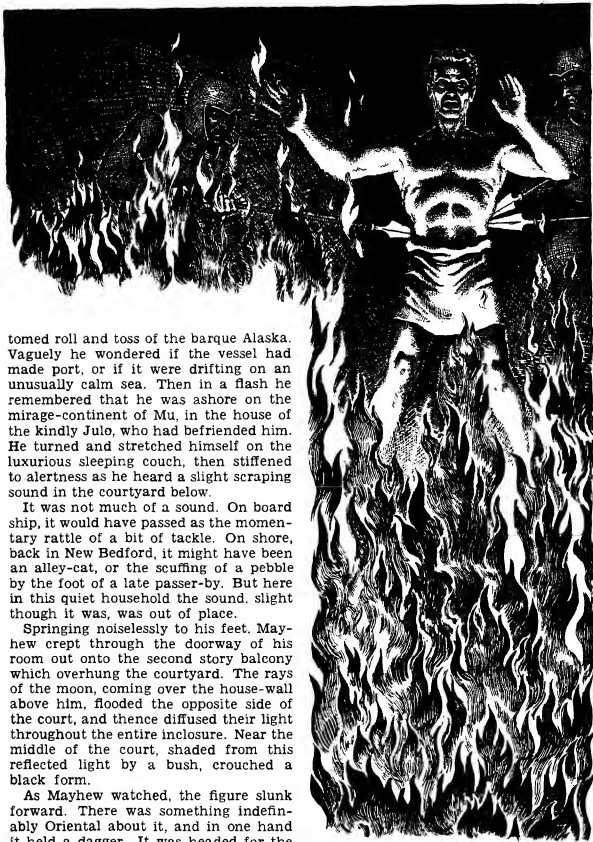 tomed roll and toss of the barque Alaska.
Vaguely he wondered if the vessel had
made port, or if it were drifting on an
unusually calm sea. Then in a flash he
remembered that he was ashore on the
mirage-continent of Mu, in the house of
the kindly Julo, who had befriended him.
He turned and stretched himself on the
luxurious sleeping couch, then stiffened
to alertness as he heard a slight scraping
sound in the courtyard below.
It was not much of a sound. On board
ship, it would have passed as the momen-
tary rattle of a bit of tackle. On shore,
back in New Bedford, it might have been
an alley-cat, or the scuffing of a pebble
by the foot of a late passer-by. But here
in this quiet household the sound. slight
though it was, was out of place.
Springing noiselessly to his feet, May-
hew crept through the doorway of his
room out onto the second story balcony
which overhung the courtyard. The rays
of the moon, coming over the house-wall
above him, flooded the opposite side of
the court, and thence diffused their light
throughout the entire inclosure. Near the
middle of the court, shaded from this
reflected light by a bush, crouched a
black form.
As Mayhew watched, the figure slunk
forward. There was something indefin-
ably Oriental about it, and in one hand
it held a dagger. It was headed for the